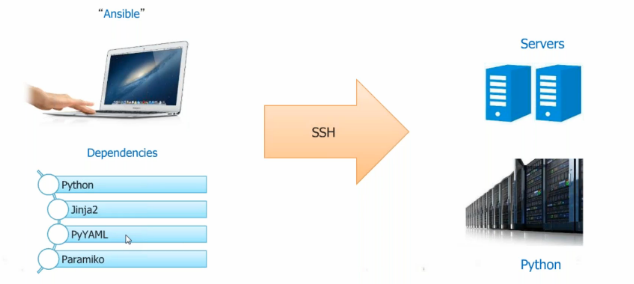 "Ansible"
Servers
SSH
Dependencies
Python
Jinja2
PyYAML
Paramiko
Python